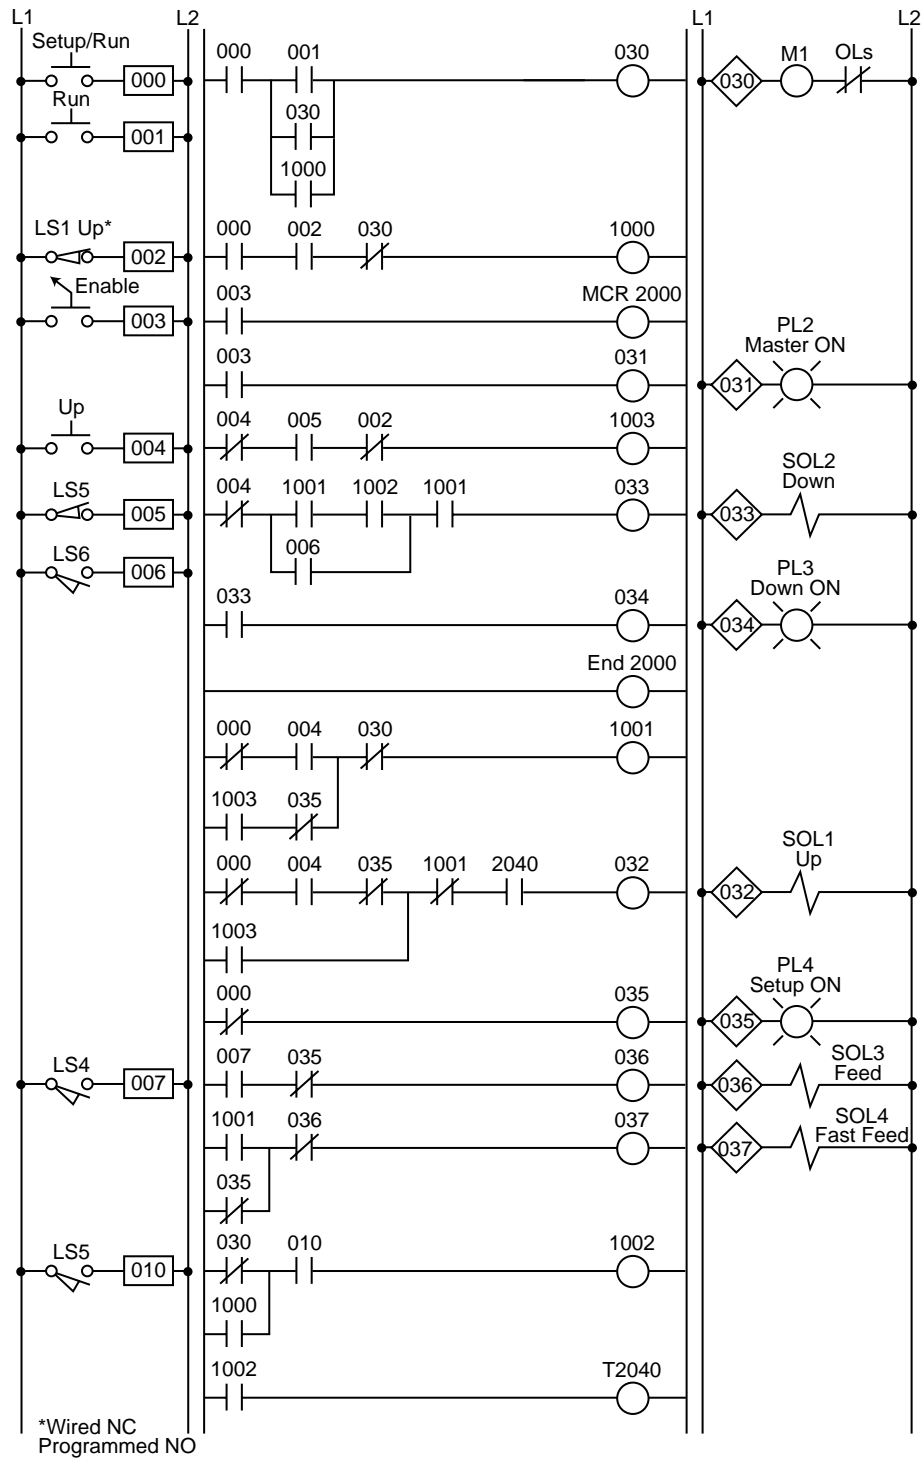 L1 L2 L1 L2
Setup/Run 000 000 001 030 030 M1 OLs
Run 001 030
1000
LS1 Up* 002 000 002 030 1000
Enable 003 003 MCR 2000
003 031 031 PL2
Master ON
Up 004 004 005 002 1003
LS5 005 004 1001 1002 1001 033 033 SOL2
Down
LS6 006 006
033 034 034 PL3
Down ON
End 2000
000 004 030 1001
1003 035
000 004 035 1001 2040 032 032 SOL1
Up
1003
000 035 035 PL4
Setup ON
LS4 007 007 035 036 036 SOL3
Feed
1001 036 037 037 SOL4
Fast Feed
035
LS5 010 030 010 1002
1000
1002 T2040
*Wired NC
Programmed NO